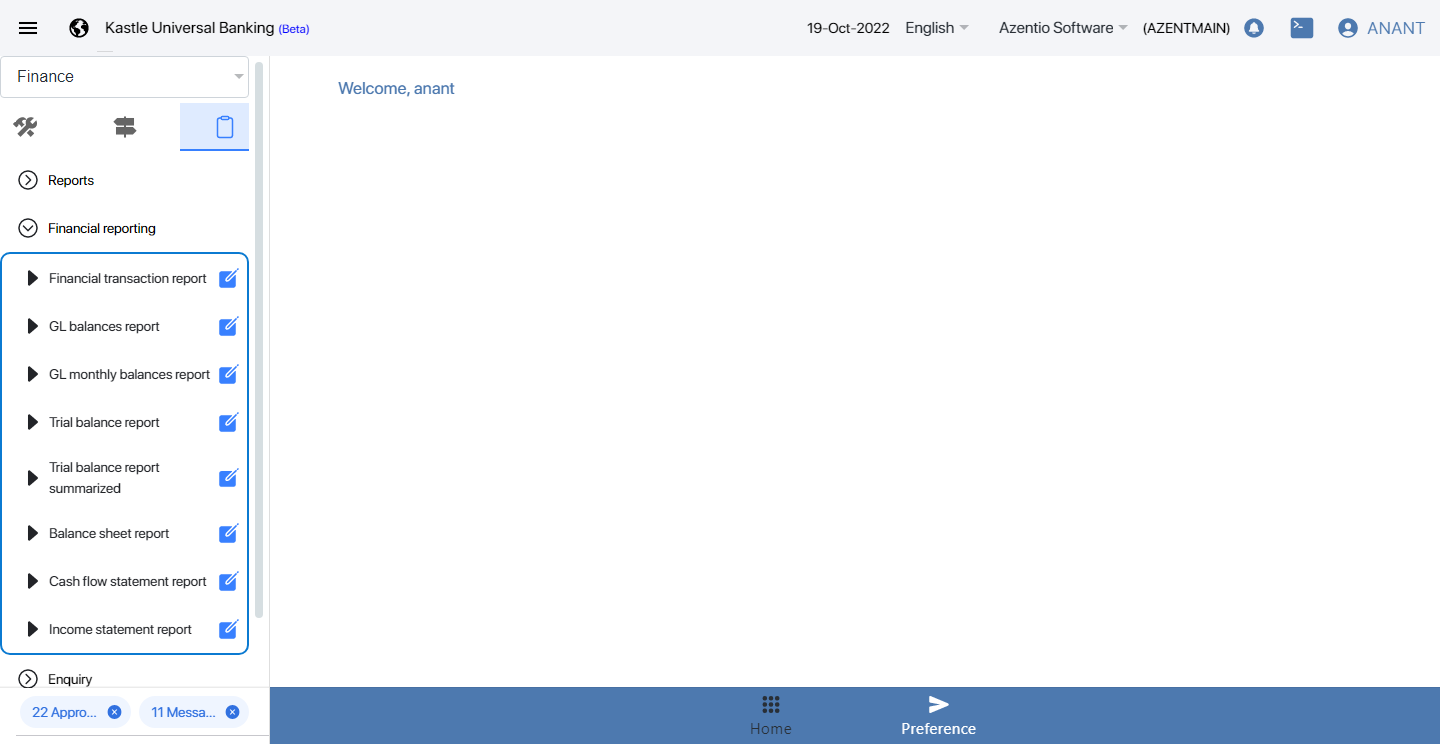 Kastle Universal Banking (Beta)
19-Oct-2022
English
Azentio Software
(AZENTMAIN)
ANANT
Finance
Welcome, anant
Reports
Financial reporting
Financial transaction report
GL balances report
GL monthly balances report
Trial balance report
Trial balance report
summarized
Balance sheet report
Cash flow statement report
Income statement report
Enquiry
22 Appro...
11 Messa...
Home
Preference